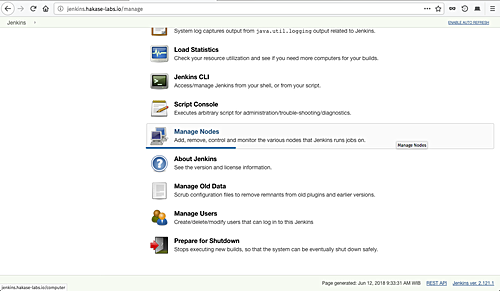 jenkins.hakase-labs.io/manage
Jenkins
ENABLE AUTO REFRESH
System log captures output from java.util.logging output related to Jenkins.
Load Statistics
Check your resource utilization and see if you need more computers for your builds.
Jenkins CLI
Access/manage Jenkins from your shell, or from your script.
Script Console
Executes arbitrary script for administration/trouble-shooting/diagnostics.
Manage Nodes
Add, remove, control and monitor the various nodes that Jenkins runs jobs on.
Manage Nodes
About Jenkins
See the version and license information.
Manage Old Data
Scrub configuration files to remove remnants from old plugins and earlier versions.
Manage Users
Create/delete/modify users that can log in to this Jenkins
Prepare for Shutdown
Stops executing new builds, so that the system can be eventually shut down safely.
Page generated: Jun 12, 2018 9:33:31 AM WIB
REST API
Jenkins ver. 2.121.1
jenkins.hakase-labs.io/computer